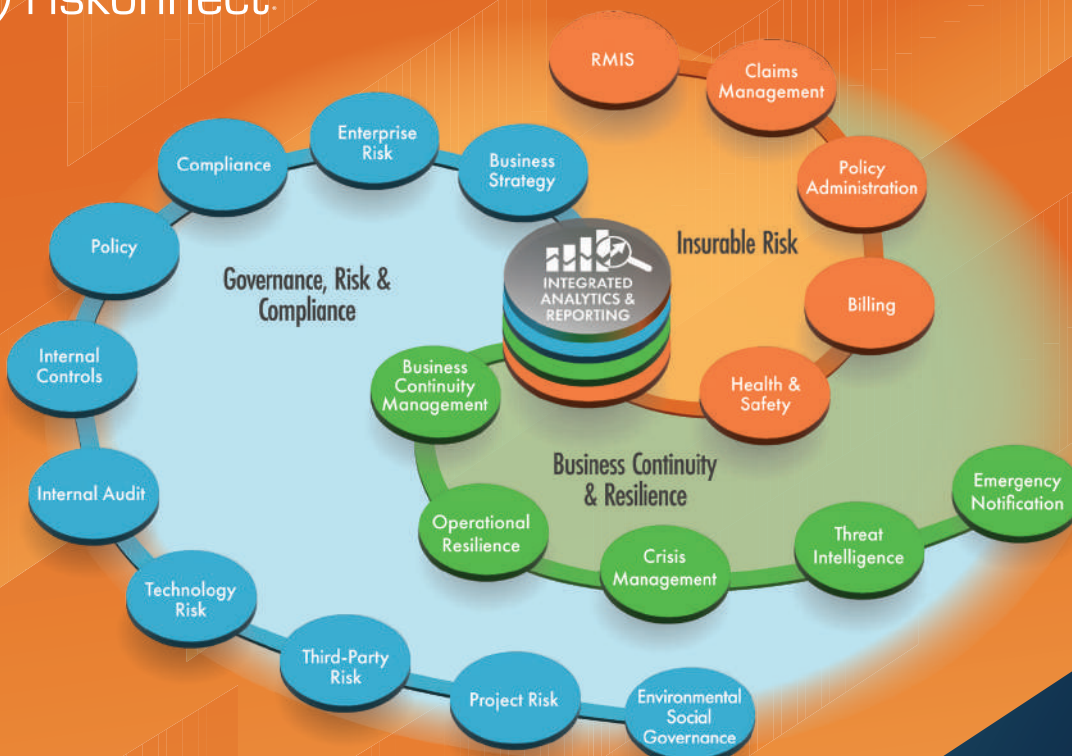 riskonnect
RMIS
Claims
Management
Enterprise
Risk
Compliance
Business
Strategy
Policy
Administration
Policy
Insurable Risk
Governance, Risk &
Compliance
INTEGRATED
ANALYTICS &
REPORTING
Billing
Internal
Controls
Business
Continuity
Management
Health &
Safety
Business Continuity
& Resilience
Internal Audit
Emergency
Notification
Operational
Resilience
Threat
Intelligence
Crisis
Management
Technology
Risk
Third-Party
Risk
Project Risk
Environmental
Social
Governance